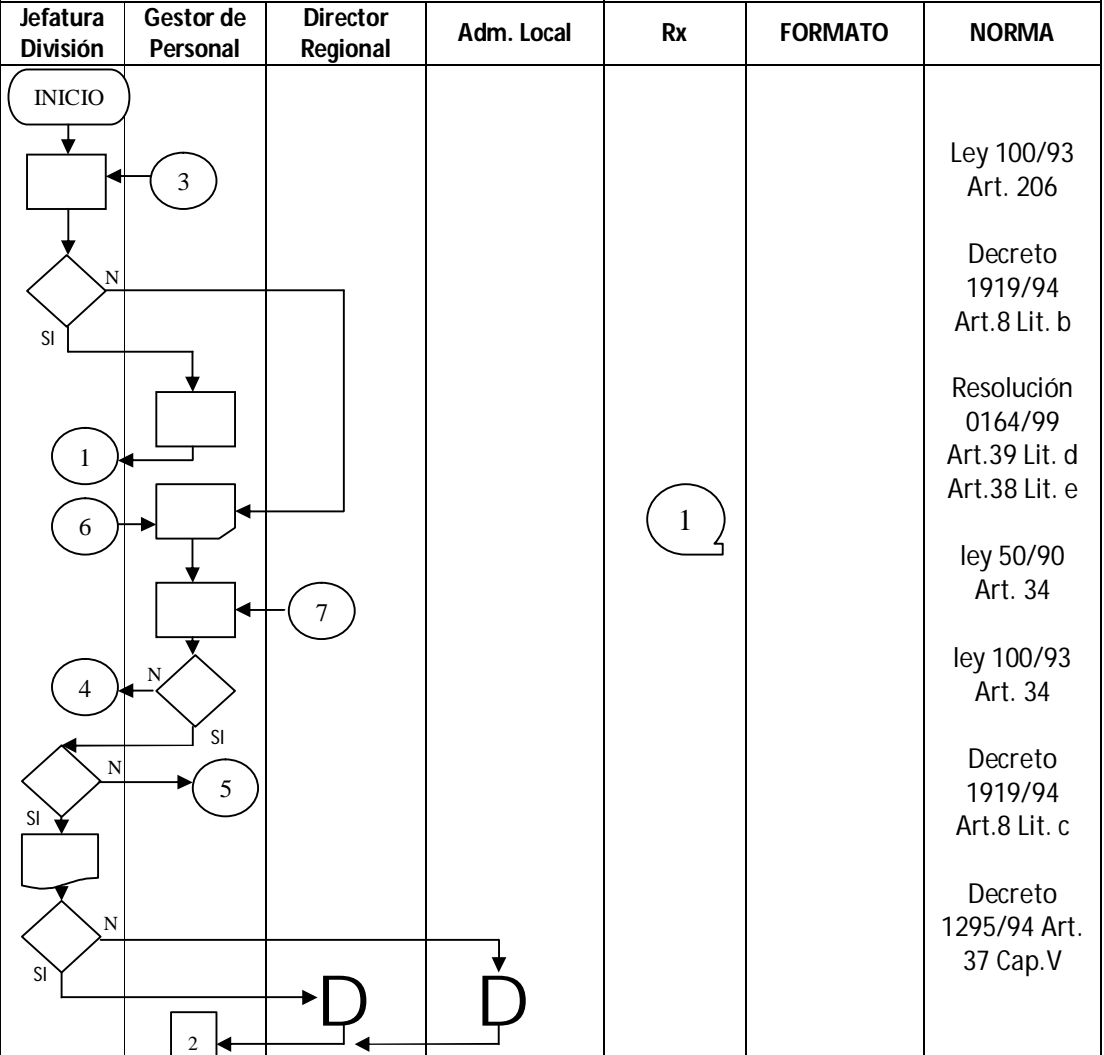 Jefatura
División
Gestor de
Personal
Director
Regional
Adm. Local
Rx
FORMATO
NORMA
INICIO
3
N
SI
1
6
1
7
N
4
SI
N
5
SI
N
SI
D
D
2
Ley 100/93
Art. 206
Decreto
1919/94
Art.8 Lit. b
Resolución
0164/99
Art.39 Lit. d
Art.38 Lit. e
ley 50/90
Art. 34
ley 100/93
Art. 34
Decreto
1919/94
Art.8 Lit. c
Decreto
1295/94 Art.
37 Cap.V